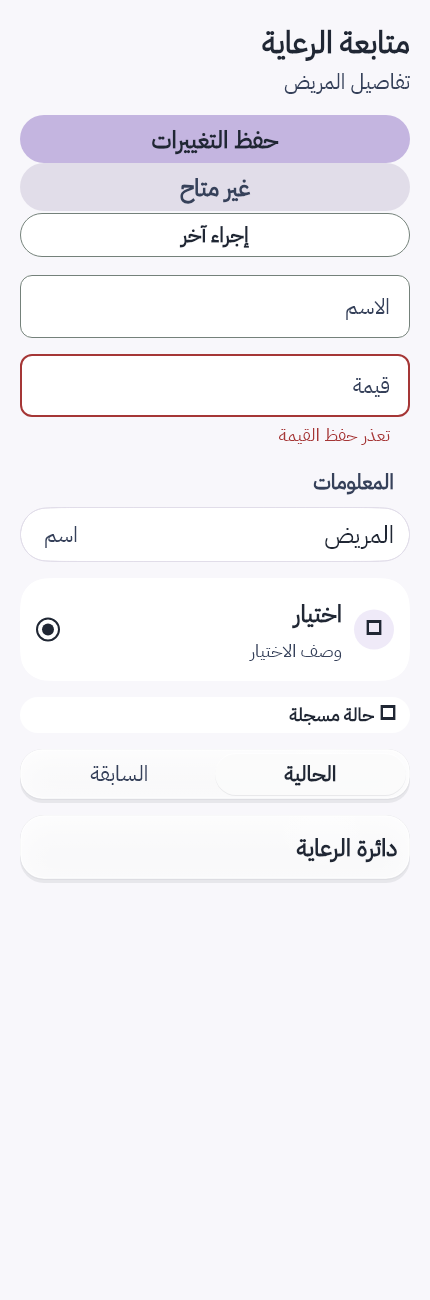 متابعة الرعاية
تفاصيل المريض
حفظ التغييرات
غير متاح
إجراء آخر
الاسم
قيمة
تعذر حفظ القيمة
المعلومات
المريض اسم
اختيار
وصف الاختيار
حالة مسجلة
الحالية السابقة
دائرة الرعاية